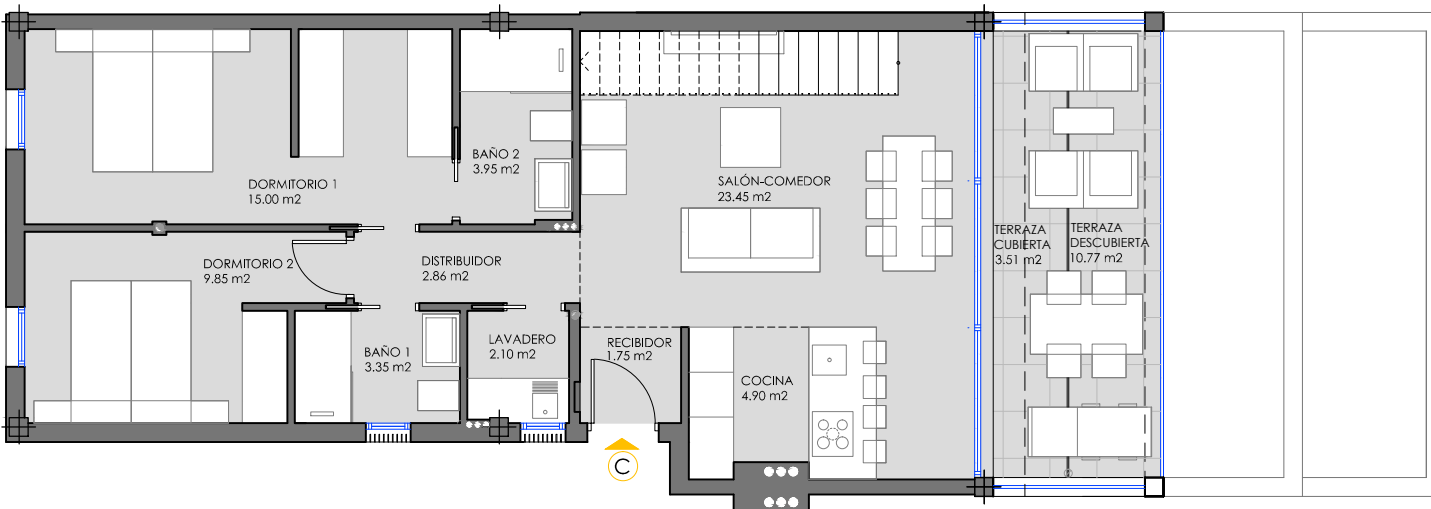 BAÑO 2
3.95 m2
DORMITORIO 1
15.00 m2
SALÓN-COMEDOR
23.45 m2
TERRAZA
CUBIERTA
3.51 m2
TERRAZA
DESCUBIERTA
10.77 m2
DORMITORIO 2
9.85 m2
DISTRIBUIDOR
2.86 m2
BAÑO 1
3.35 m2
LAVADERO
2.10 m2
RECIBIDOR
1.75 m2
COCINA
4.90 m2
C